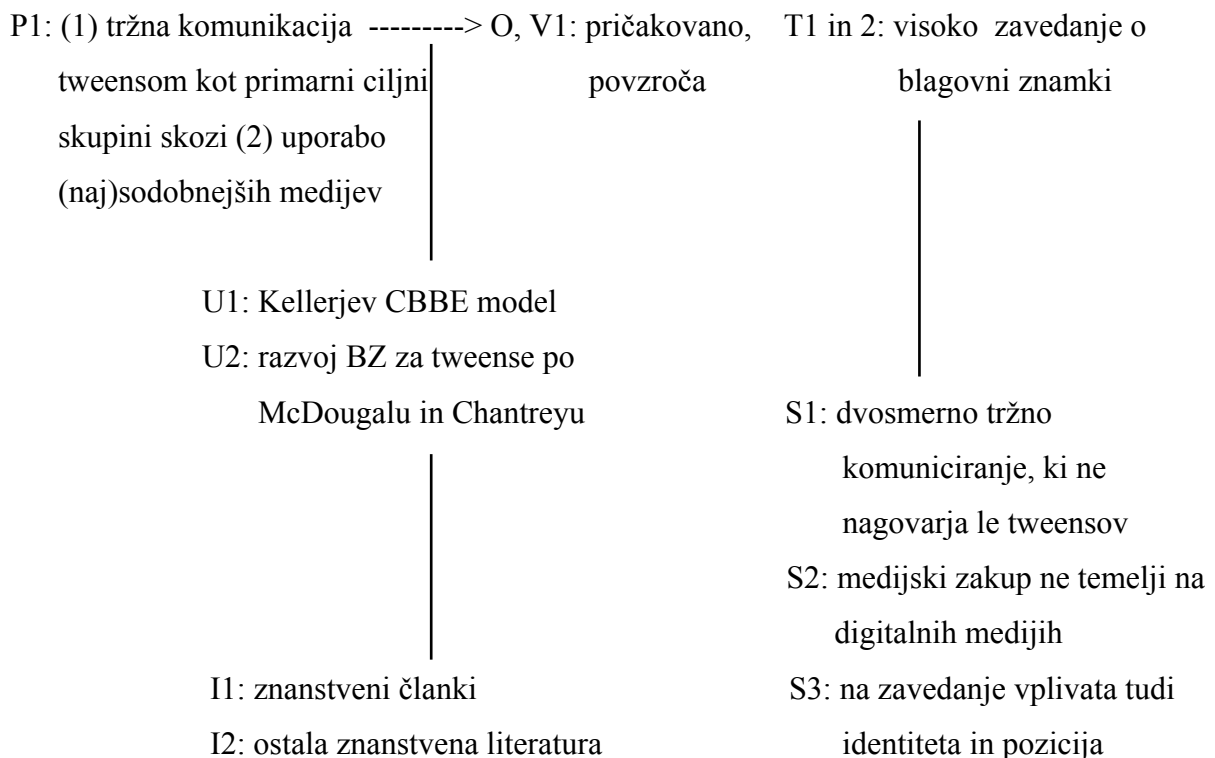 P1: (1) tržna komunikacija ---------> O, V1: pričakovano, T1 in 2: visoko zavedanje o
tweensom kot primarni ciljni povzroča blagovni znamki
skupini skozi (2) uporabo
(naj)sodobnejših medijev
U1: Kellerjev CBBE model
U2: razvoj BZ za tweense po
McDougalu in Chantreyu
S1: dvosmerno tržno
komuniciranje, ki ne
nagovarja le tweensov
S2: medijski zakup ne temelji na
digitalnih medijih
I1: znanstveni članki
I2: ostala znanstvena literatura
S3: na zavedanje vplivata tudi
identiteta in pozicija